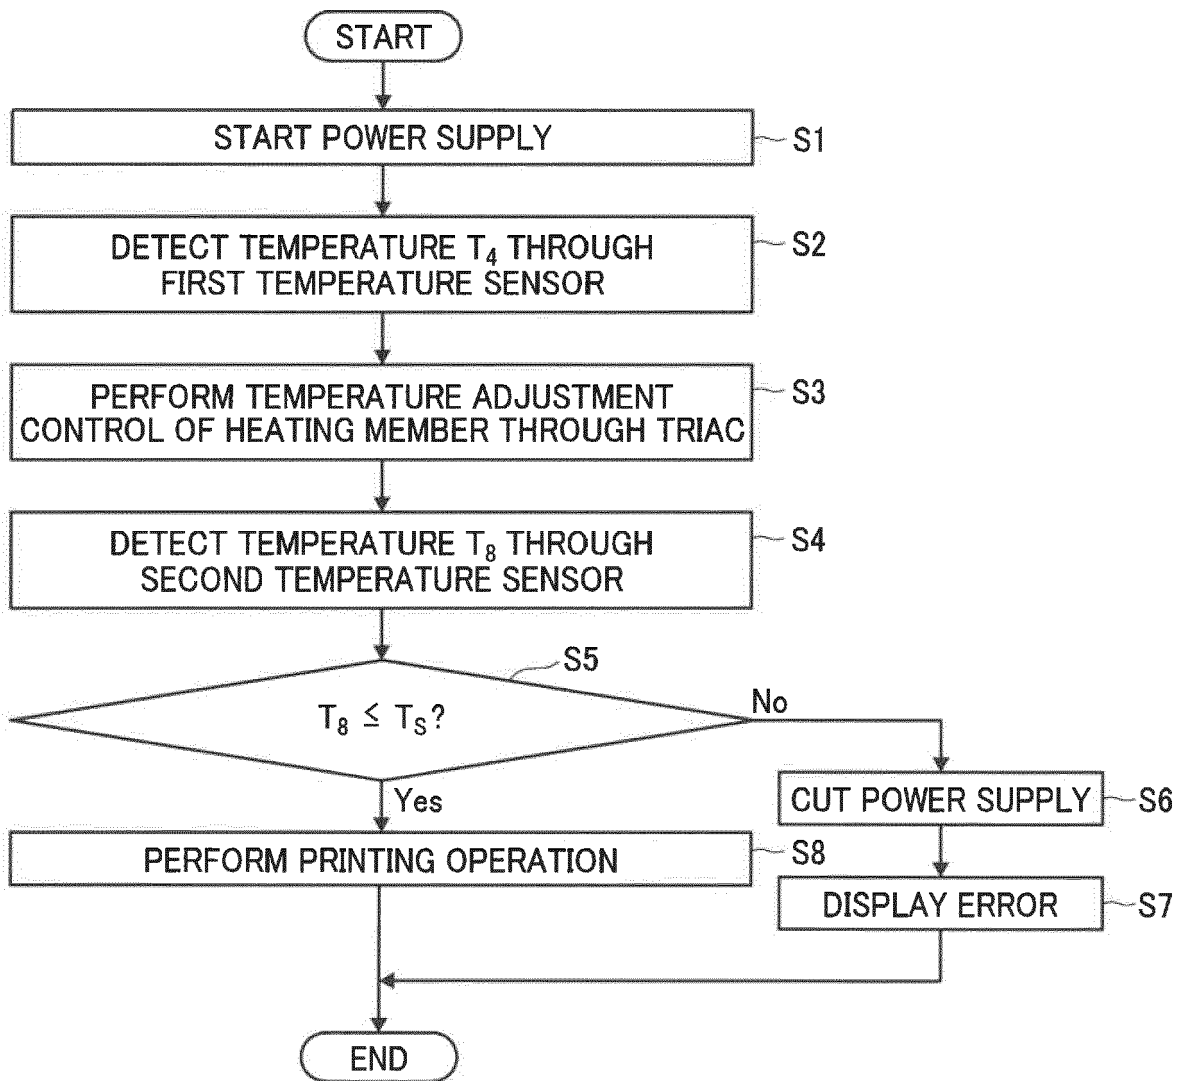 START
START POWER SUPPLY
S1
DETECT TEMPERATURE T₄ THROUGH
FIRST TEMPERATURE SENSOR
S2
PERFORM TEMPERATURE ADJUSTMENT
CONTROL OF HEATING MEMBER THROUGH TRIAC
S3
DETECT TEMPERATURE T₈ THROUGH
SECOND TEMPERATURE SENSOR
S4
S5
T₈ ≤ Tₛ?
No
Yes
CUT POWER SUPPLY
S6
PERFORM PRINTING OPERATION
S8
DISPLAY ERROR
S7
END